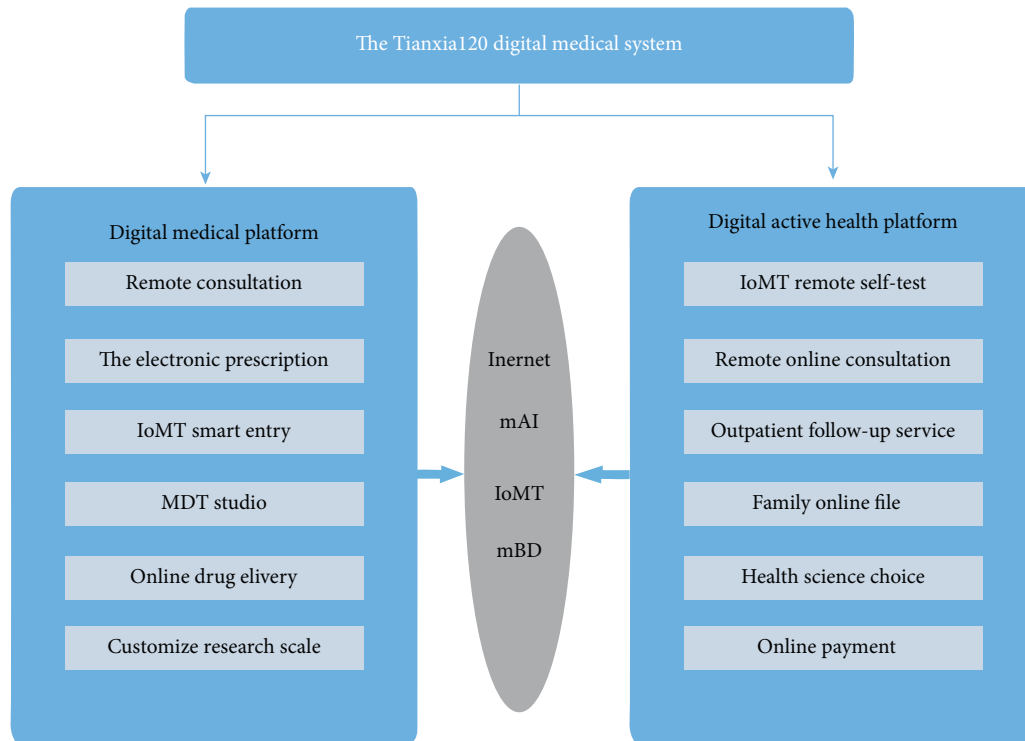 The Tianxia120 digital medical system
Digital medical platform
Remote consultation
The electronic prescription
IoMT smart entry
MDT studio
Online drug elivery
Customize research scale
Inernet
mAI
IoMT
mBD
Digital active health platform
IoMT remote self-test
Remote online consultation
Outpatient follow-up service
Family online file
Health science choice
Online payment